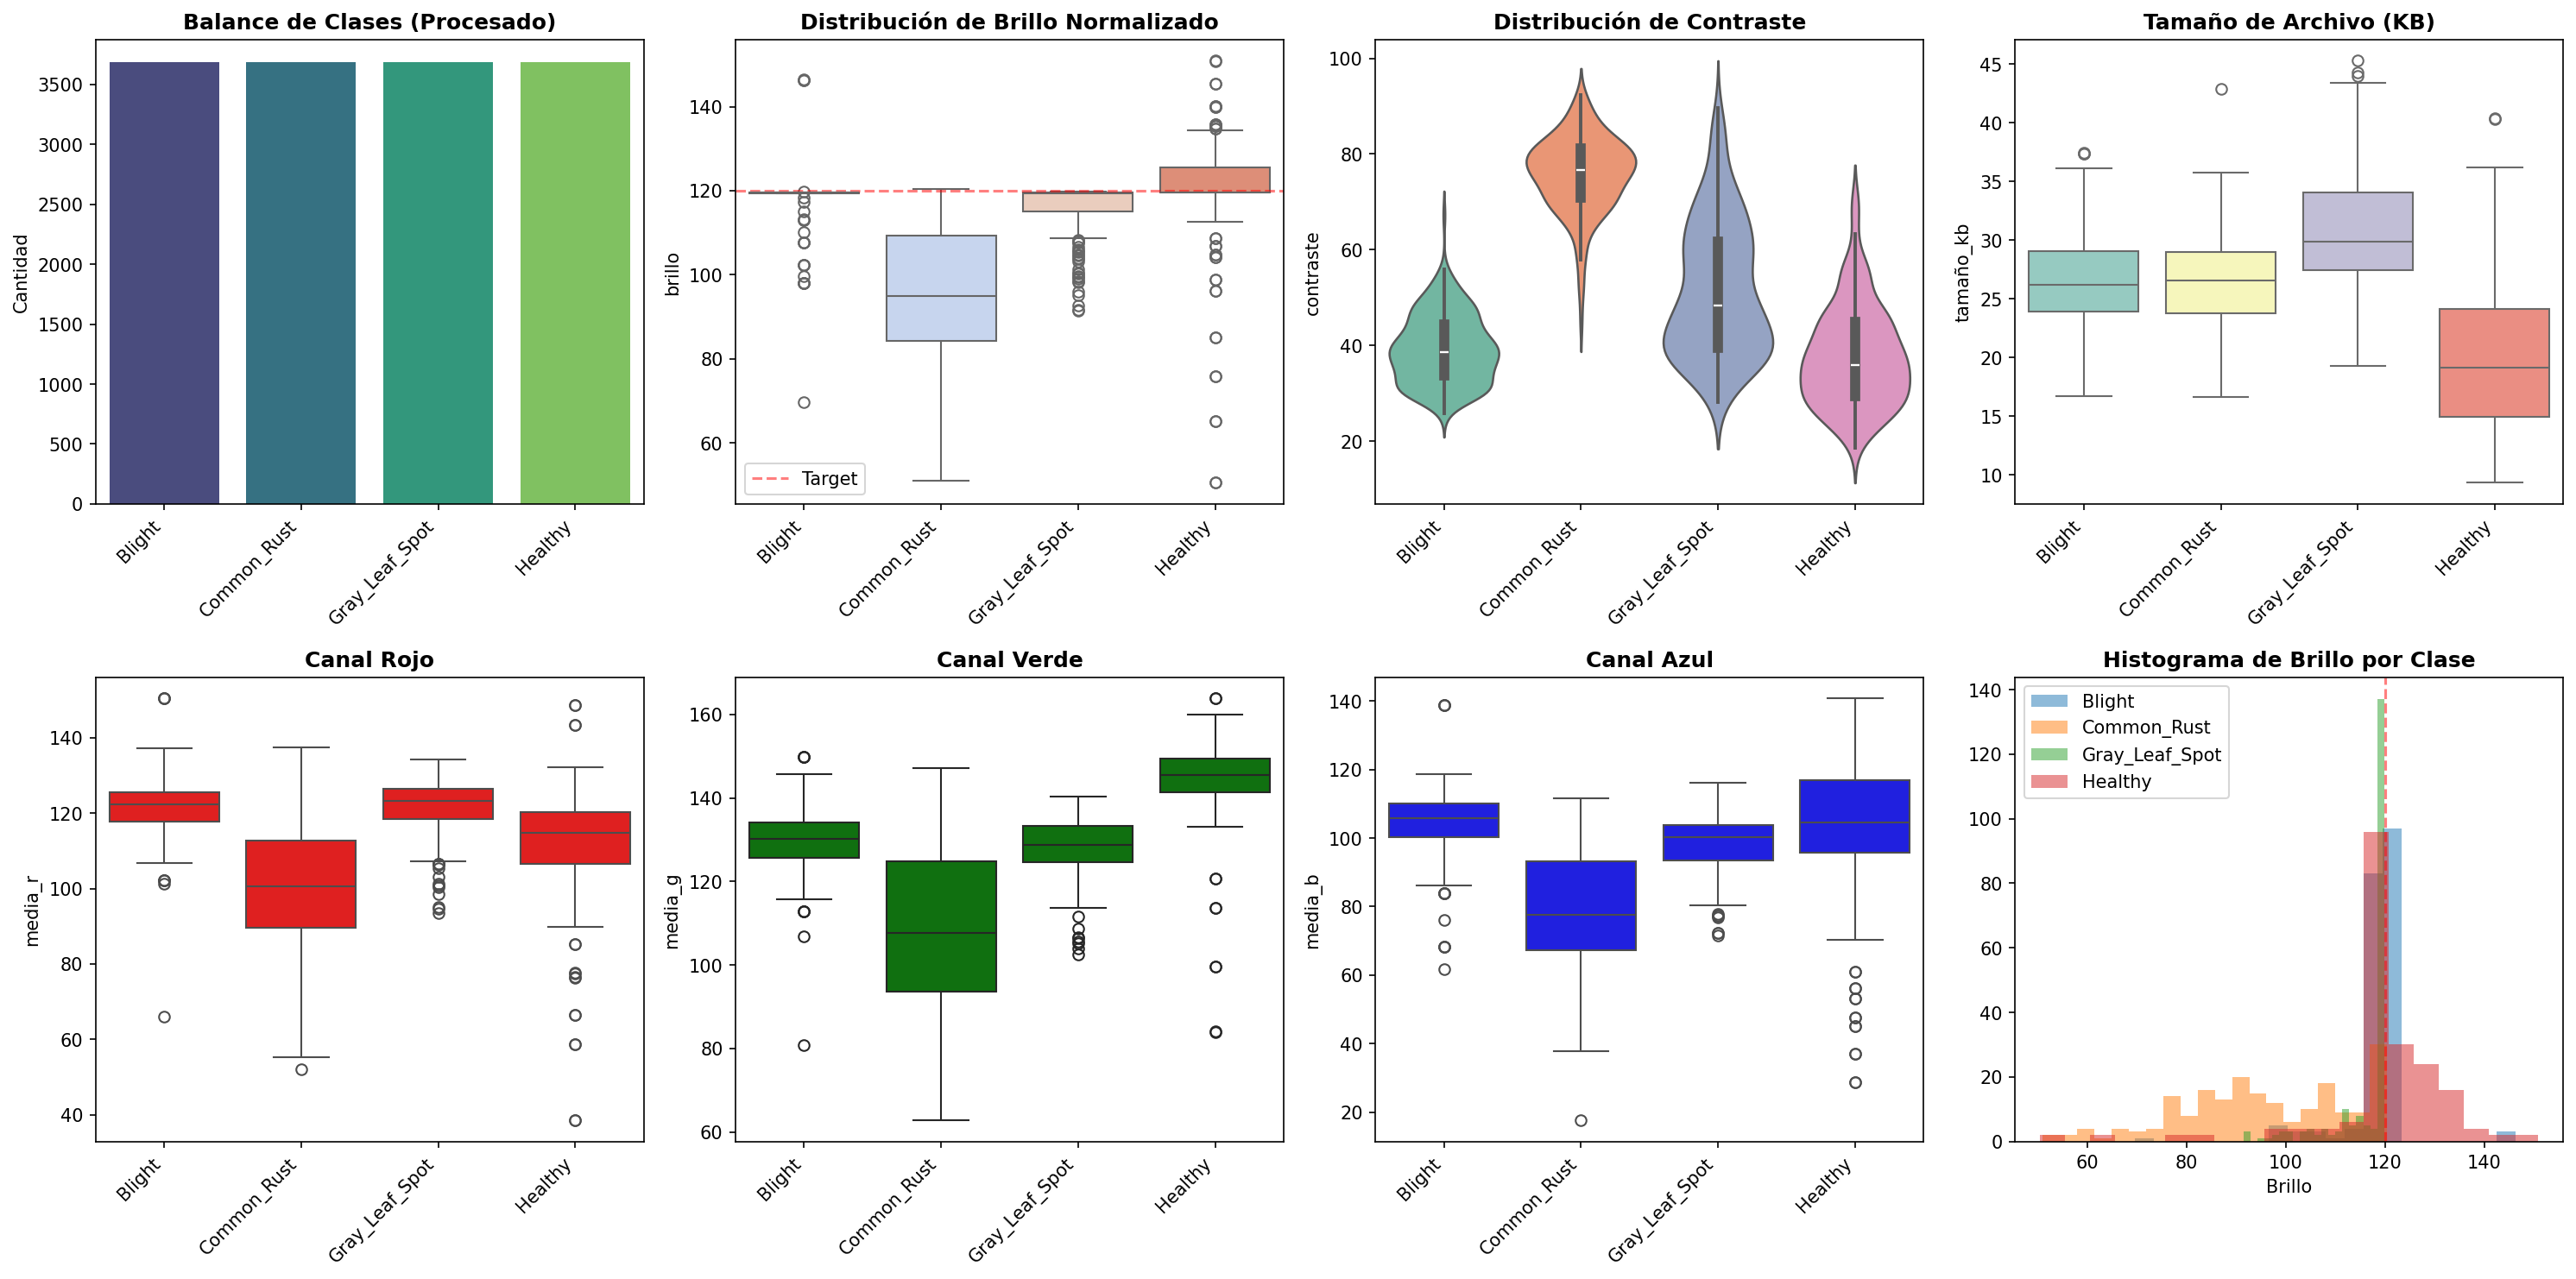 Balance de Clases (Procesado)
Cantidad
3500
3000
2500
2000
1500
1000
500
0
Blight
Common_Rust
Gray_Leaf_Spot
Healthy
Distribución de Brillo Normalizado
brillo
140
120
100
80
60
Target
Blight
Common_Rust
Gray_Leaf_Spot
Healthy
Distribución de Contraste
contraste
100
80
60
40
20
Blight
Common_Rust
Gray_Leaf_Spot
Healthy
Tamaño de Archivo (KB)
tamaño_kb
45
40
35
30
25
20
15
10
Blight
Common_Rust
Gray_Leaf_Spot
Healthy
Canal Rojo
media_r
140
120
100
80
60
40
Blight
Common_Rust
Gray_Leaf_Spot
Healthy
Canal Verde
media_g
160
140
120
100
80
60
Blight
Common_Rust
Gray_Leaf_Spot
Healthy
Canal Azul
media_b
140
120
100
80
60
40
20
Blight
Common_Rust
Gray_Leaf_Spot
Healthy
Histograma de Brillo por Clase
140
120
100
80
60
40
20
0
Blight
Common_Rust
Gray_Leaf_Spot
Healthy
60
80
100
120
140
Brillo